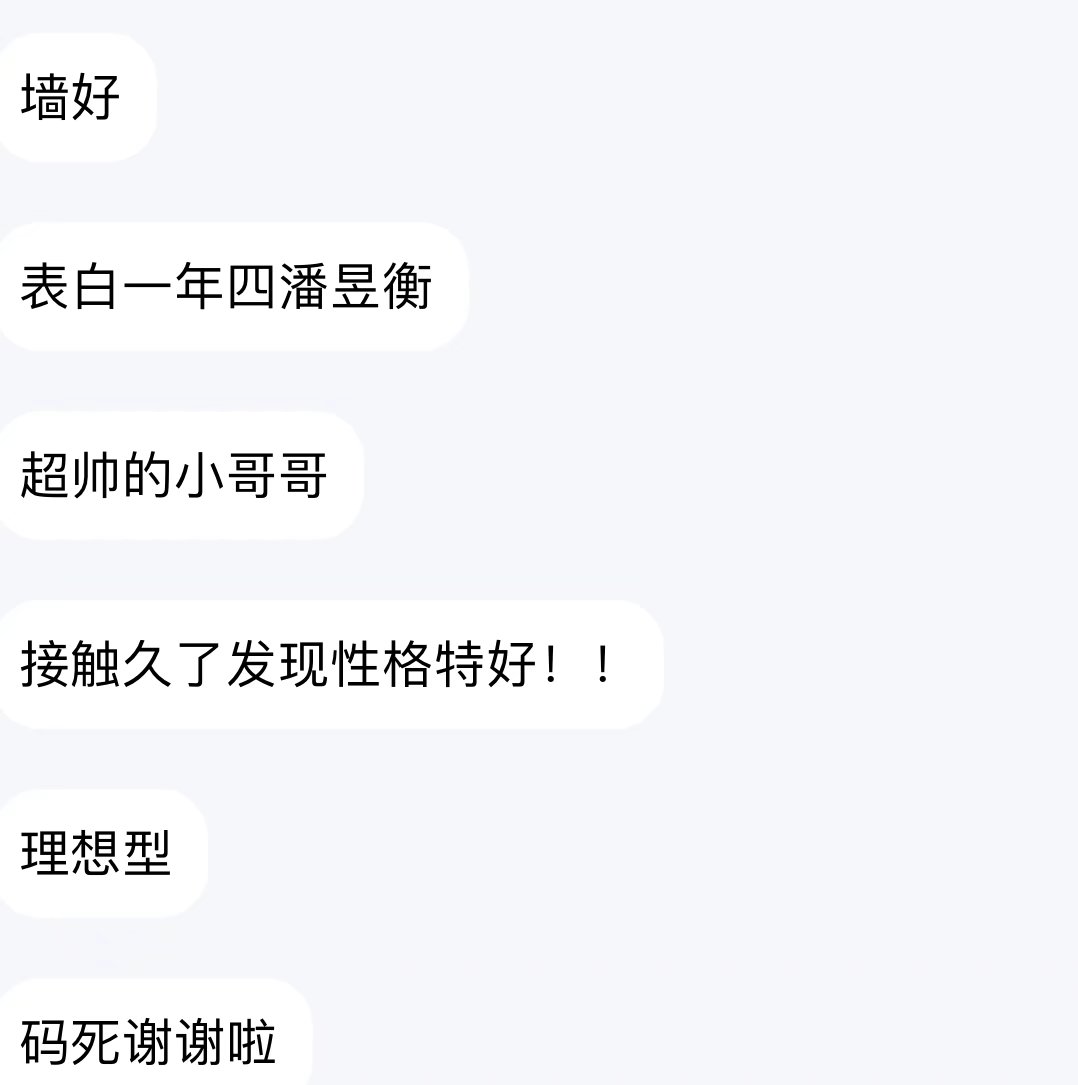 墙好
表白一年四潘昱衡
超帅的小哥哥
接触久了发现性格特好！！
理想型
码死谢谢啦